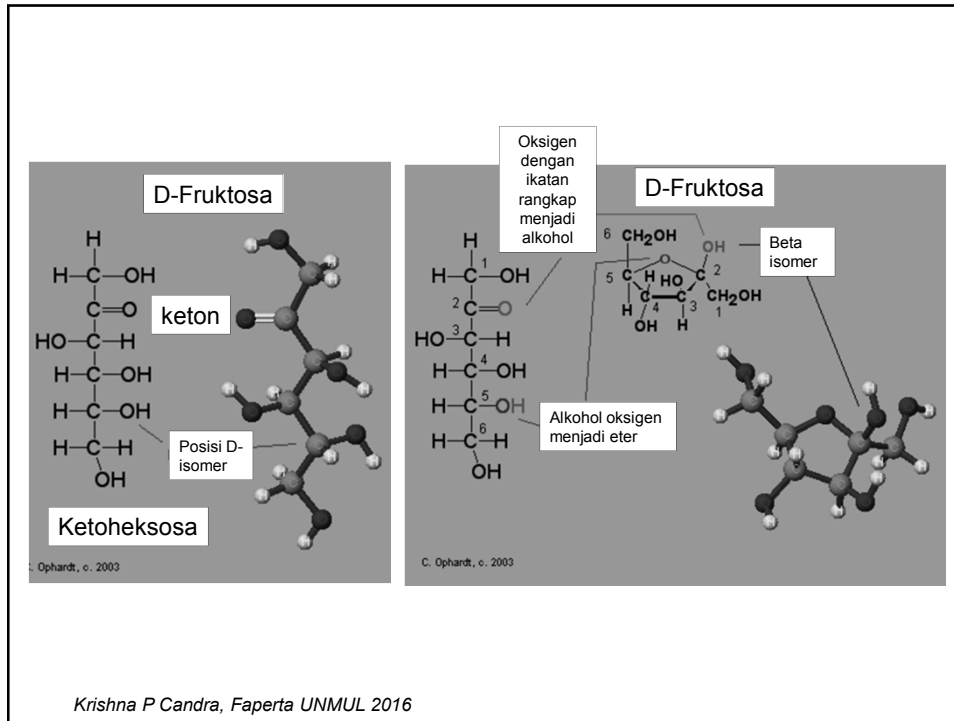 D-Fruktosa
H
H–C–OH
C=O
HO–C–H
H–C–OH
H–C–OH
H–C–H
OH
keton
Posisi D-
isomer
Ketoheksosa
C. Ophardt, c. 2003
Oksigen
dengan
ikatan
rangkap
menjadi
alkohol
D-Fruktosa
H
1
H–C–OH
2
C=O
3
HO–C–H
4
H–C–OH
5
H–C–OH
6
H–C–H
OH
6 CH₂OH
OH
O
5 H HO 2
H 4 3 CH₂OH
OH H 1
Beta
isomer
Alkohol oksigen
menjadi eter
C. Ophardt, c. 2003
Krishna P Candra, Faperta UNMUL 2016